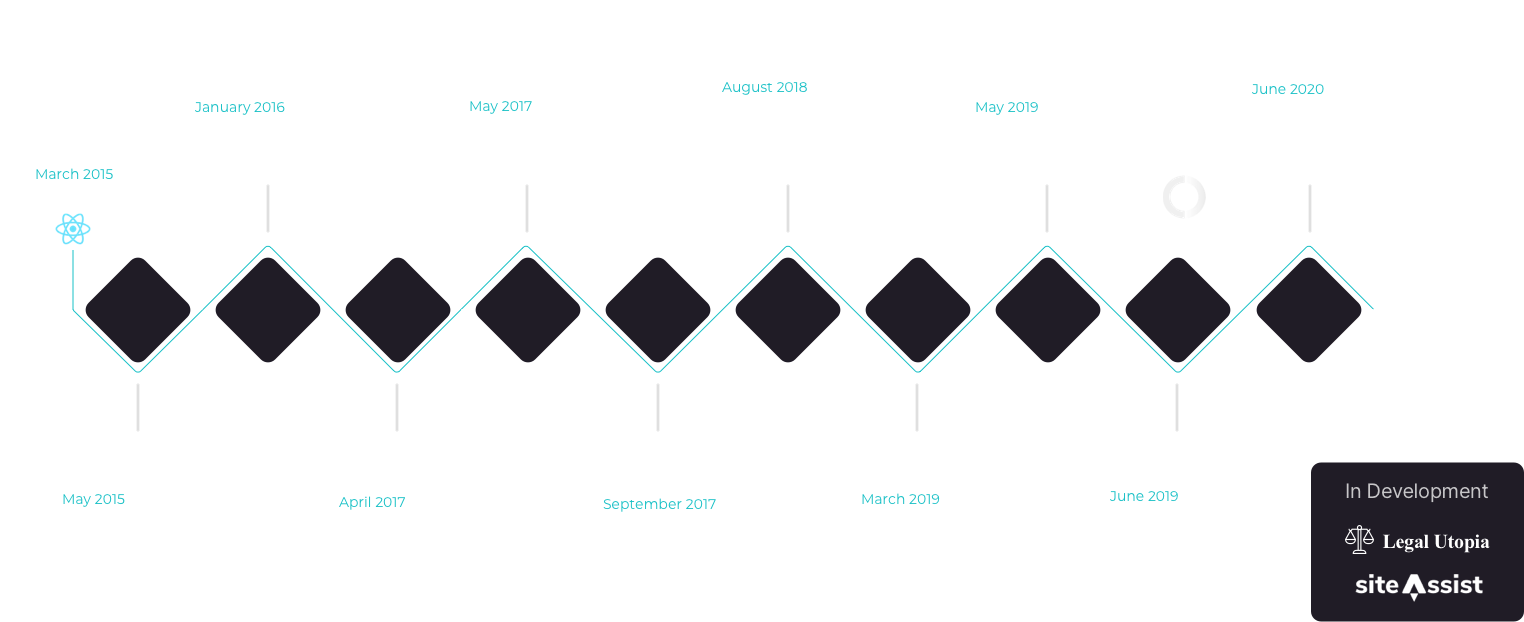 March 2015
May 2015
January 2016
April 2017
May 2017
September 2017
August 2018
March 2019
May 2019
June 2019
June 2020
In Development
Legal Utopia
siteAssist